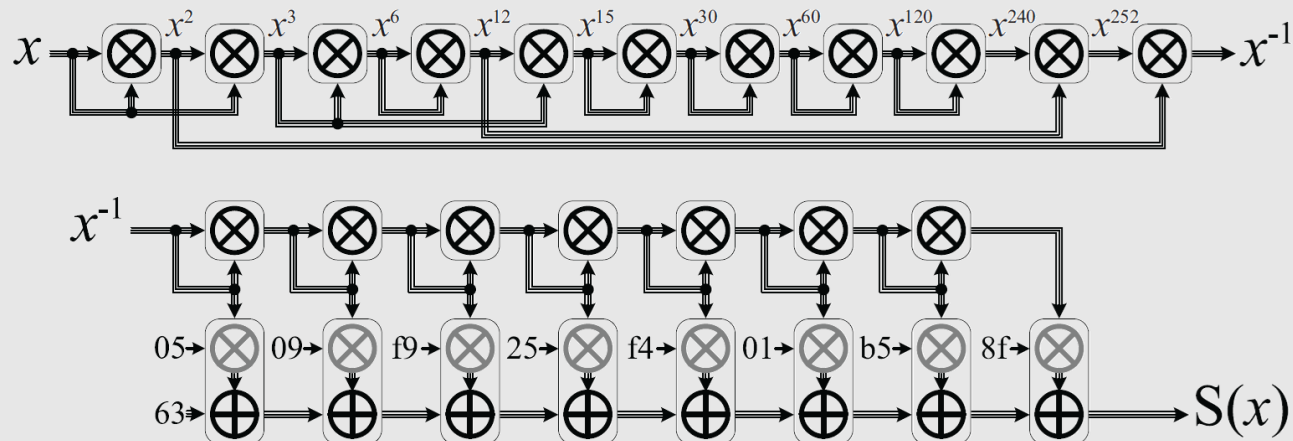 x x² x³ x⁶ x¹² x¹⁵ x³⁰ x⁶⁰ x¹²⁰ x²⁴⁰ x²⁵² x⁻¹
x⁻¹
05 09 f9 25 f4 01 b5 8f
63 S(x)